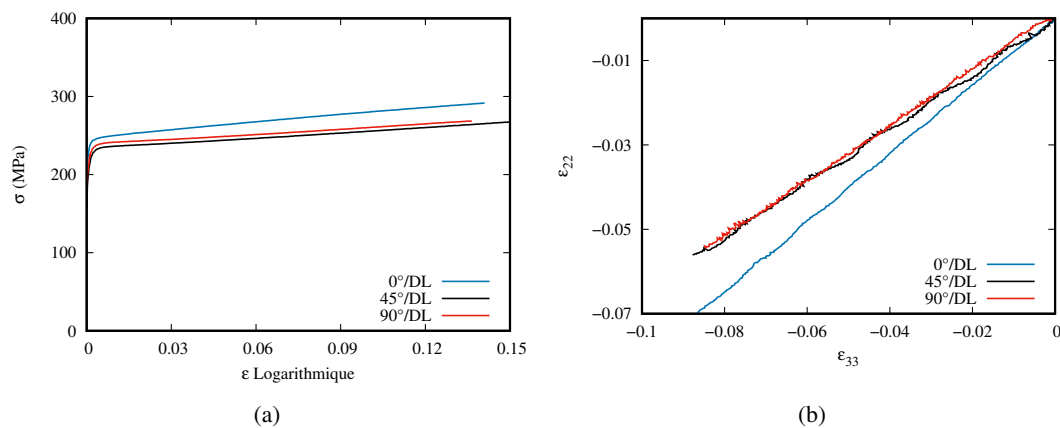 400
300
200
100
0
σ (MPa)
0°/DL
45°/DL
90°/DL
0 0.03 0.06 0.09 0.12 0.15
ε Logarithmique
(a)
−0.01
−0.03
−0.05
−0.07
ε22
0°/DL
45°/DL
90°/DL
−0.1 −0.08 −0.06 −0.04 −0.02 0
ε33
(b)